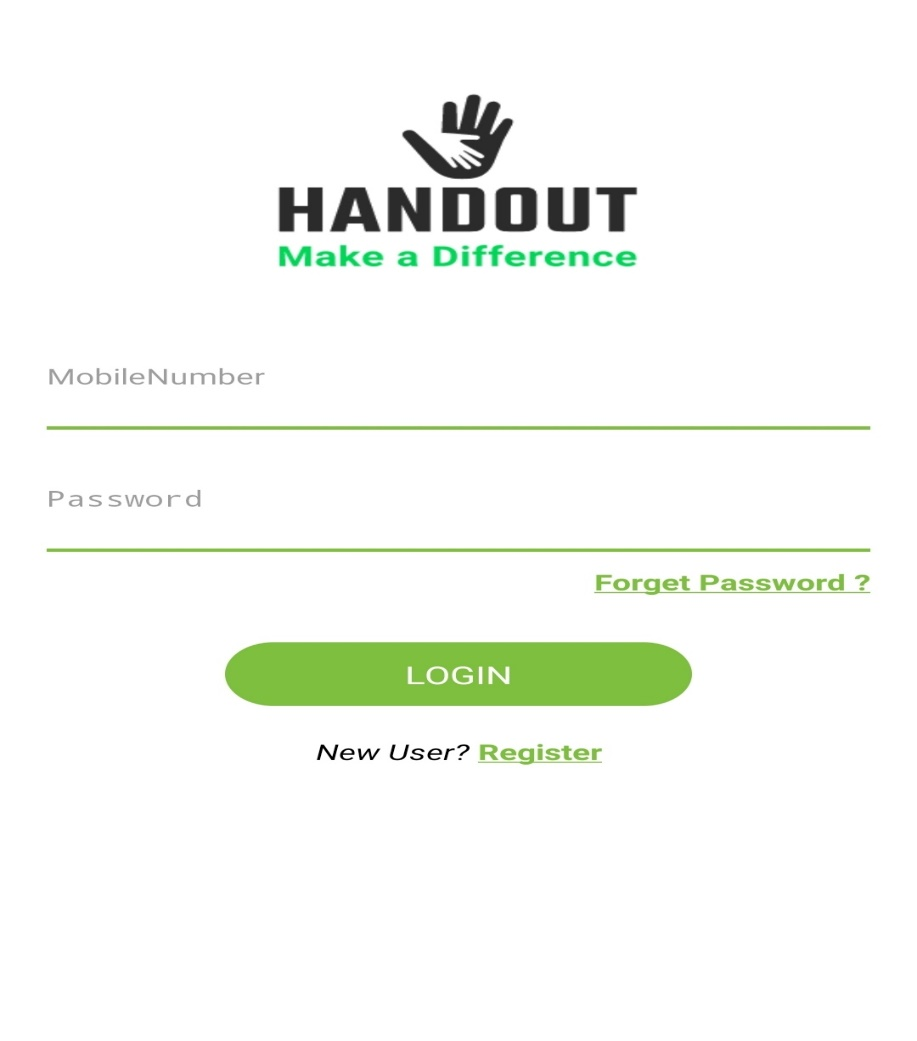 HANDOUT
Make a Difference
MobileNumber
Password
Forget Password ?
LOGIN
New User? Register